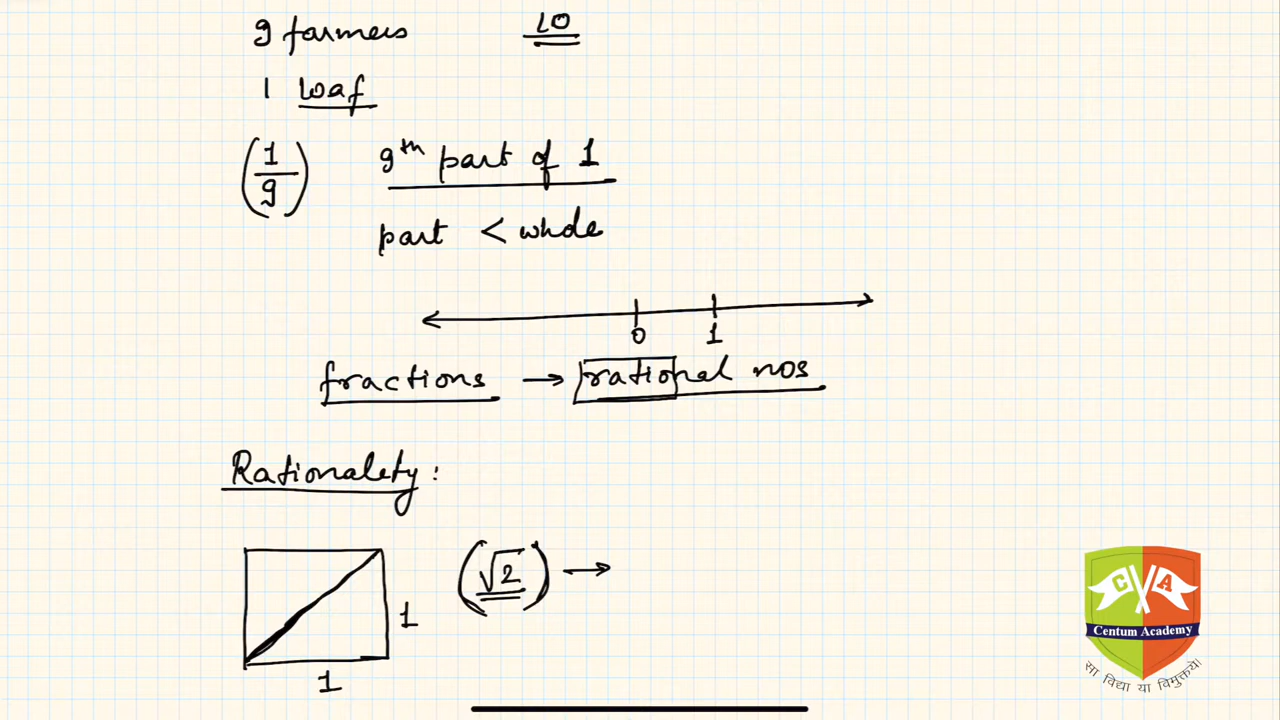 9 farmers 10
1 loaf
(1/9) 9th part of 1
part < whole
0 1
fractions → rational nos
Rationality:
(√2) →
1
1
C A
Centum Academy
सा विद्या या विमुक्तये